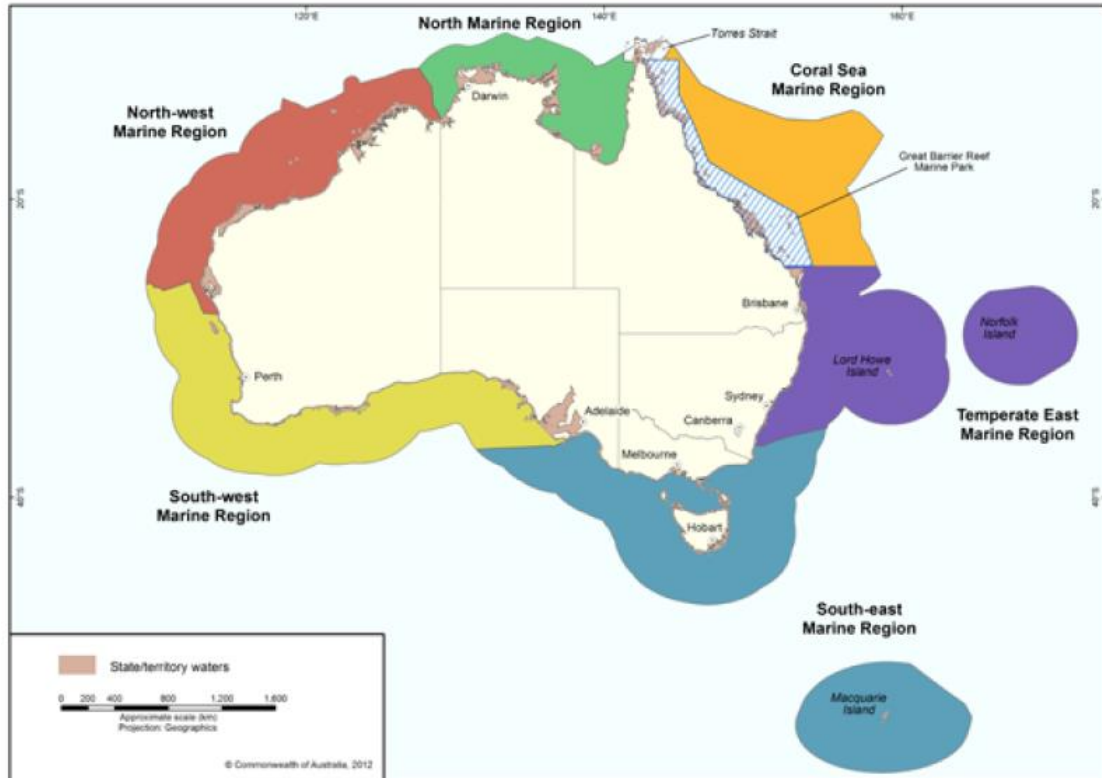 120°E
140°E
160°E
North Marine Region
Torres Strait
Coral Sea
Marine Region
North-west
Marine Region
Darwin
Great Barrier Reef
Marine Park
20°S
20°S
Brisbane
Norfolk
Island
Lord Howe
Island
Perth
Sydney
Adelaide
Canberra
Temperate East
Marine Region
Melbourne
South-west
Marine Region
40°S
40°S
Hobart
South-east
Marine Region
State/territory waters
Macquarie
Island
0 200 400 800 1,200 1,600
Approximate scale (km)
Projection: Geographics
© Commonwealth of Australia, 2012